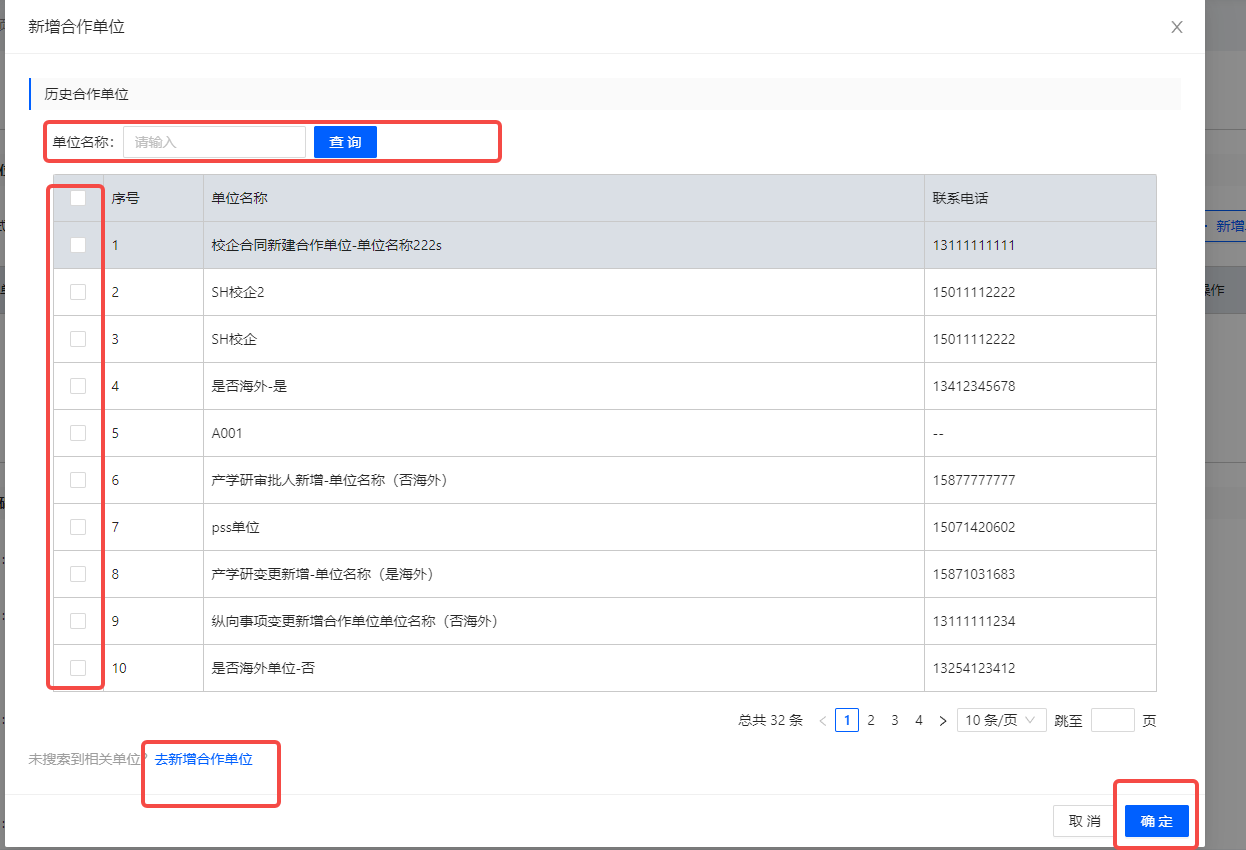 新增合作单位
历史合作单位
单位名称： 请输入 查 询
序号 单位名称 联系电话
1 校企合同新建合作单位-单位名称222s 13111111111
2 SH校企2 15011112222
3 SH校企 15011112222
4 是否海外-是 13412345678
5 A001 --
6 产学研审批人新增-单位名称（否海外） 15877777777
7 pss单位 15071420602
8 产学研变更新增-单位名称（是海外） 15871031683
9 纵向事项变更新增合作单位单位名称（否海外） 13111111234
10 是否海外单位-否 13254123412
新增
操作
总共 32 条 < 1 2 3 4 > 10 条/页 跳至 页
未搜索到相关单位? 去新增合作单位
取 消 确 定